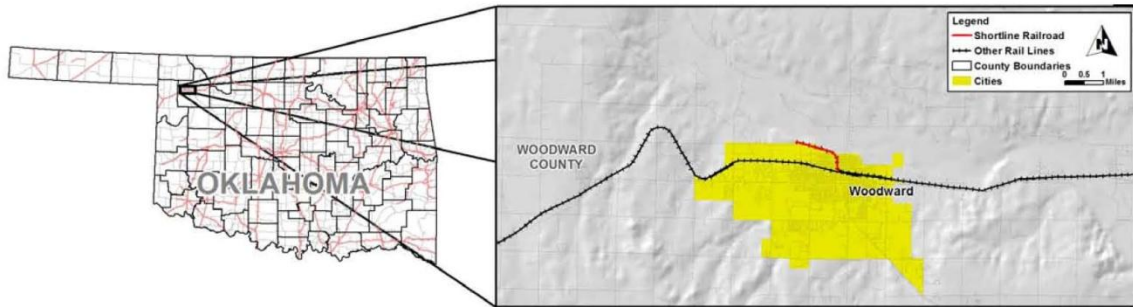 OKLAHOMA
Legend
Shortline Railroad
Other Rail Lines
County Boundaries
Cities
N
0 0.5 1
Miles
WOODWARD
COUNTY
Woodward